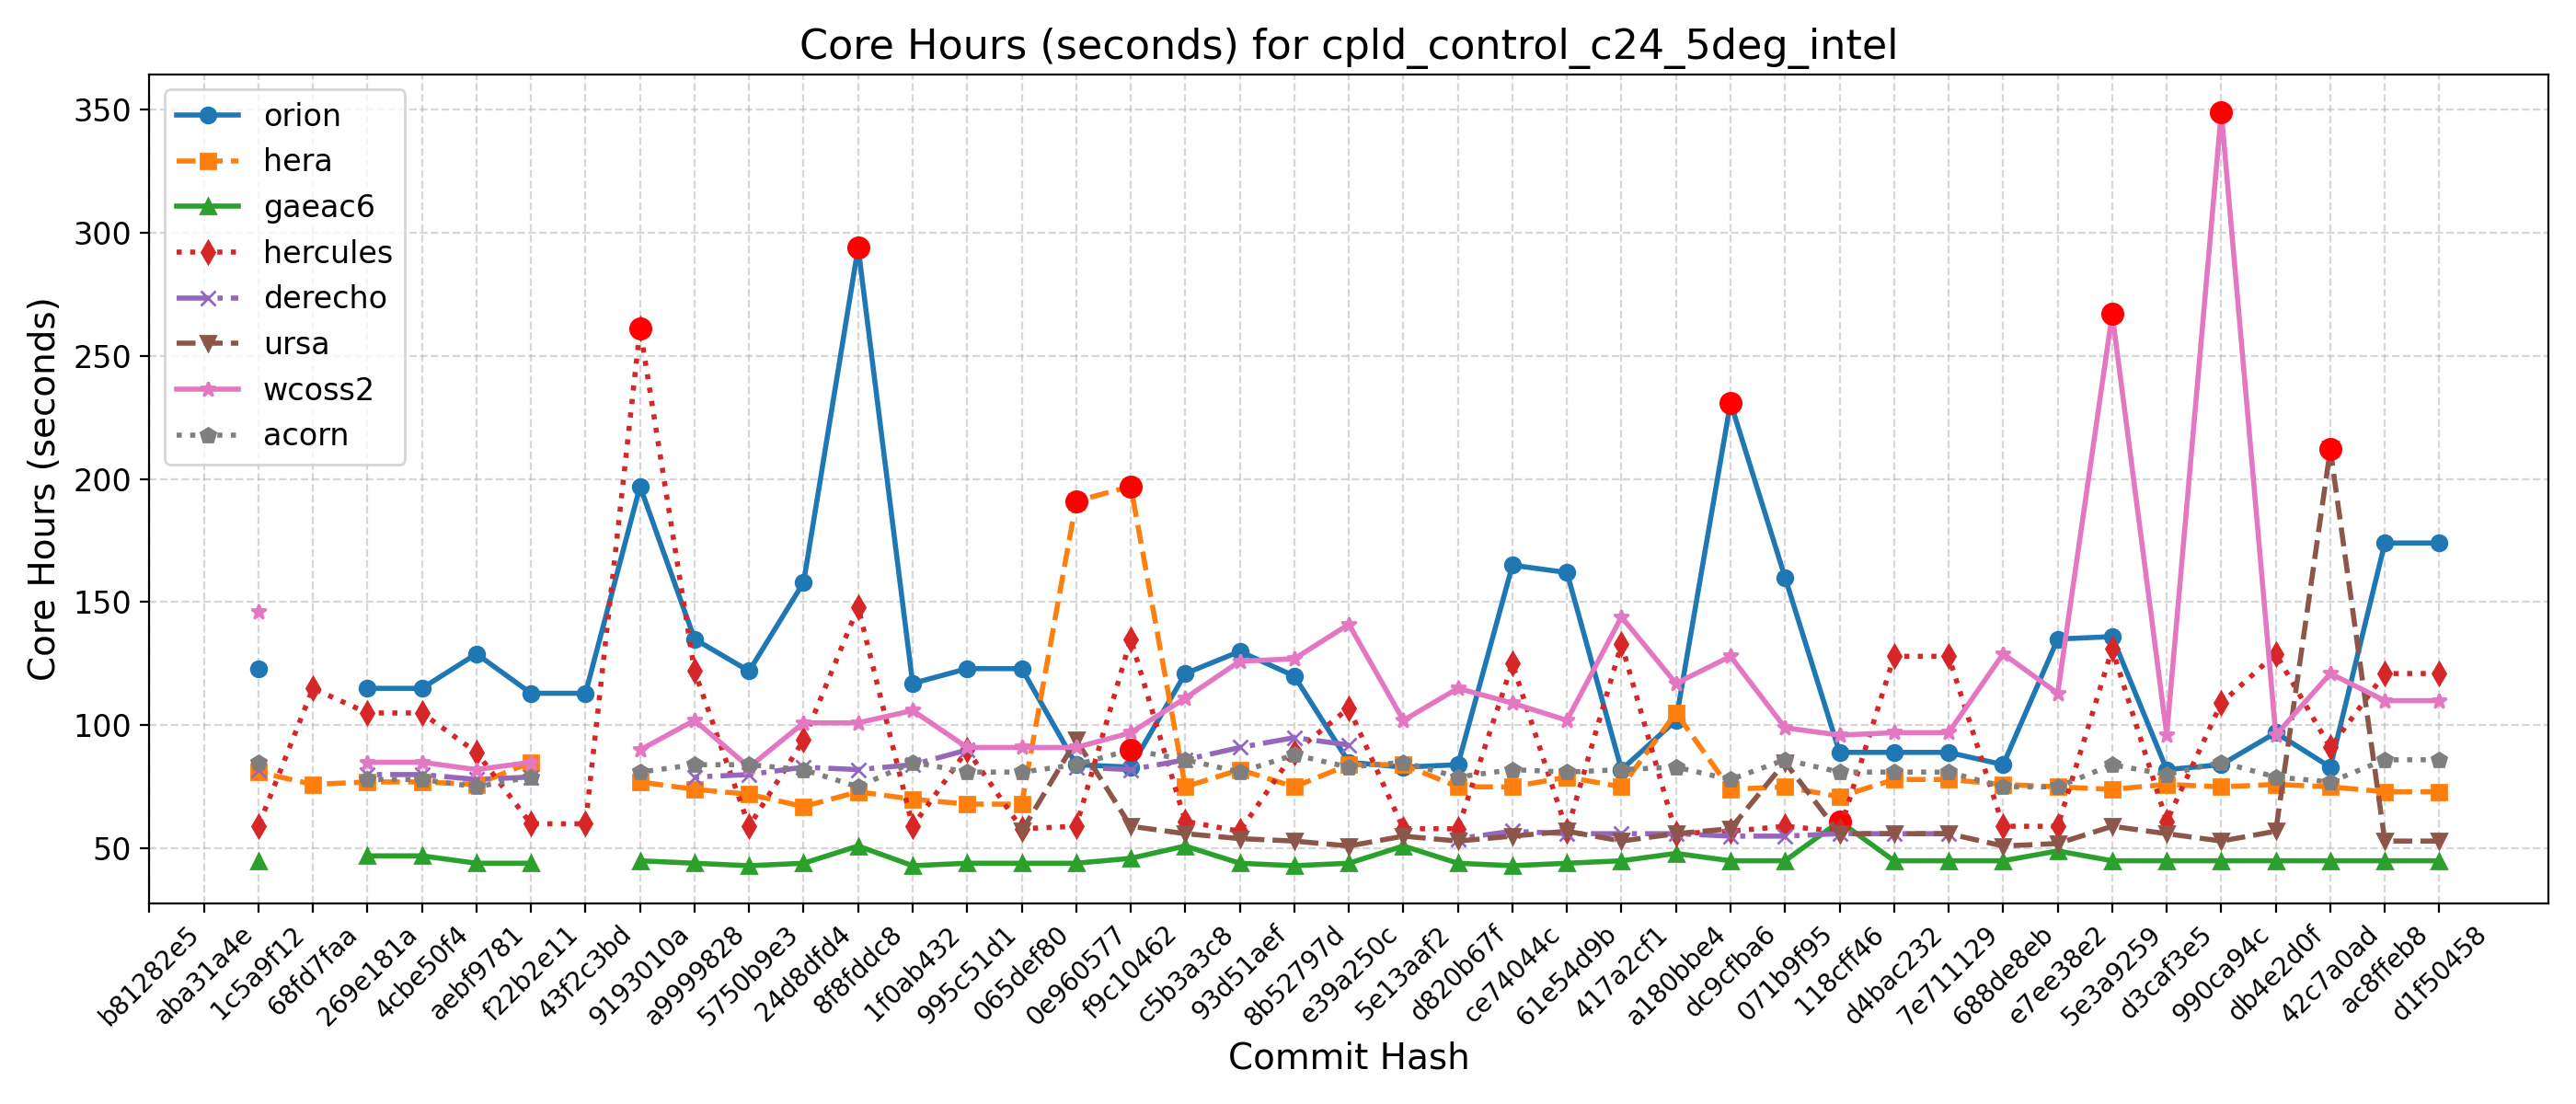 Core Hours (seconds) for cpld_control_c24_5deg_intel
Core Hours (seconds)
350
300
250
200
150
100
50
orion
hera
gaeac6
hercules
derecho
ursa
wcoss2
acorn
b81282e5
aba31a4e
1c5a9f12
68fd7faa
269e181a
4cbe50f4
aebf9781
f22b2e11
43f2c3bd
9193010a
a9999828
5750b9e3
24d8dfd4
8f8fddc8
1f0ab432
995c51d1
065def80
0e960577
f9c10462
c5b3a3c8
93d51aef
8b52797d
e39a250c
5e13aaf2
d820b67f
ce74044c
61e54d9b
417a2cf1
a180bbe4
dc9cfba6
071b9f95
118cff46
d4bac232
7e711129
688de8eb
e7ee38e2
5e3a9259
d3caf3e5
990ca94c
db4e2d0f
42c7a0ad
ac8ffeb8
d1f50458
Commit Hash